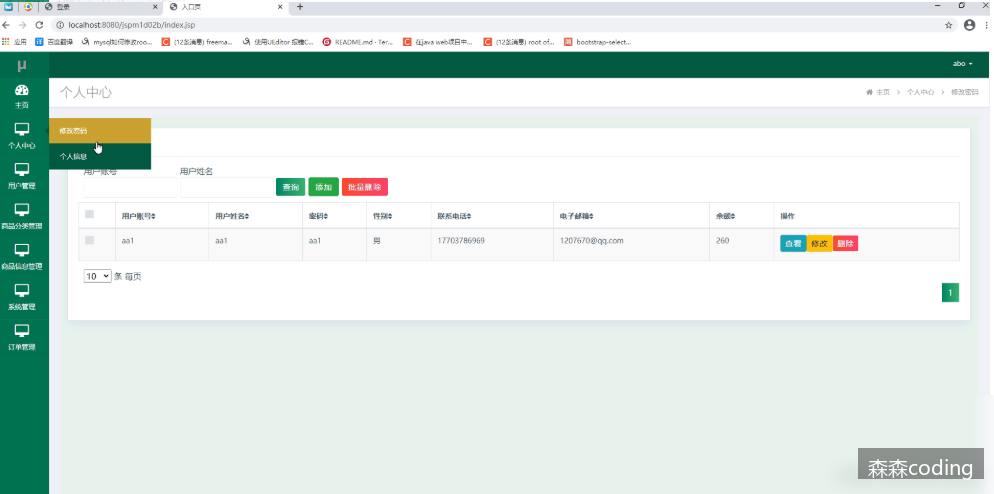 登录
入口页
localhost:8080/jspm1d02b/index.jsp
应用
百度翻译
mysql如何修改roo...
(12条消息) freema...
使用UEditor 报错C...
README.md · Ter...
在java web项目中...
(12条消息) root of...
bootstrap-select...
μ
abo
个人中心
主页 > 个人中心 > 修改密码
主页
个人中心
用户管理
商品分类管理
商品信息管理
系统管理
订单管理
修改密码
个人信息
用户账号
用户姓名
查询
添加
批量删除
用户账号 用户姓名 密码 性别 联系电话 电子邮箱 余额 操作
aa1 aa1 aa1 男 17703786969 1207670@qq.com 260 查看 修改 删除
10 条 每页
1
森森coding